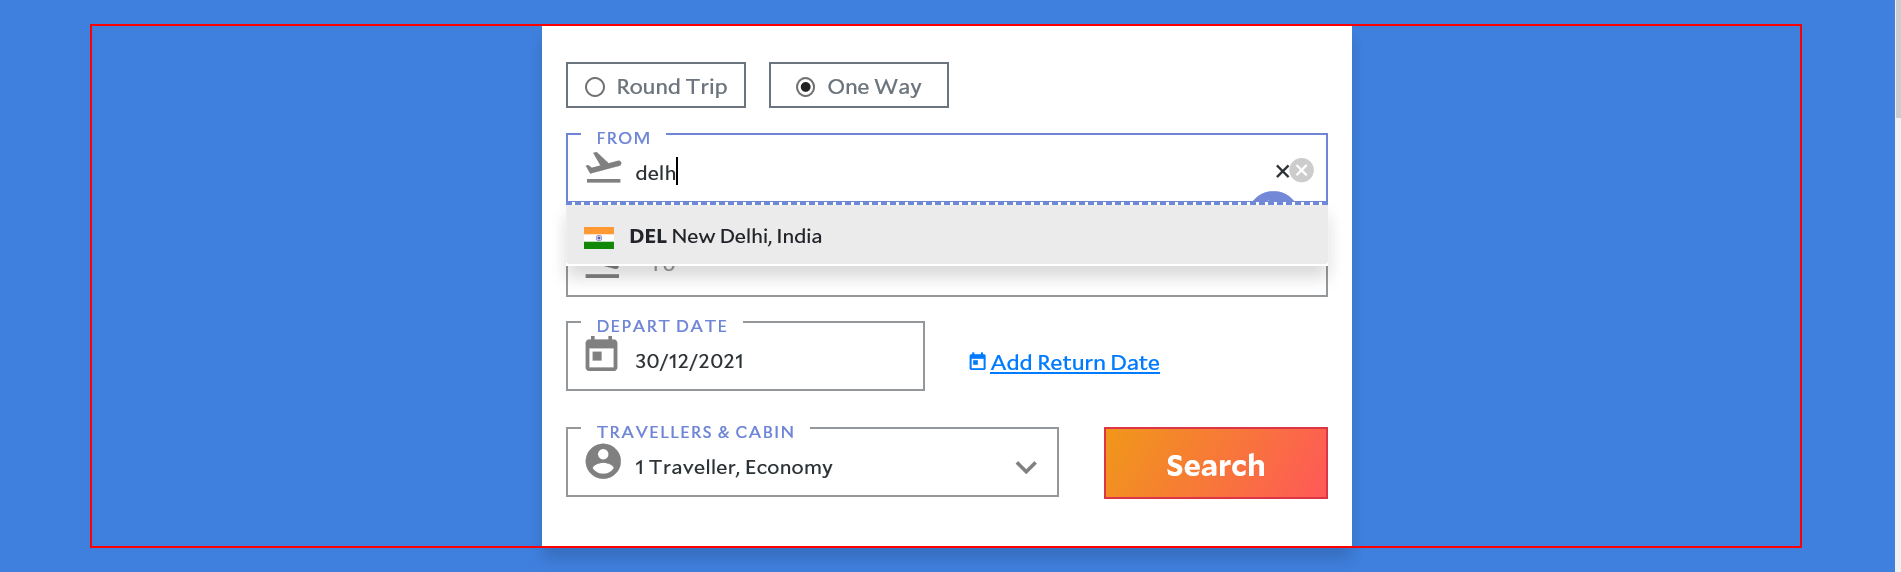 Round Trip
One Way
FROM
delh
DEL New Delhi, India
DEPART DATE
30/12/2021
Add Return Date
TRAVELLERS & CABIN
1 Traveller, Economy
Search